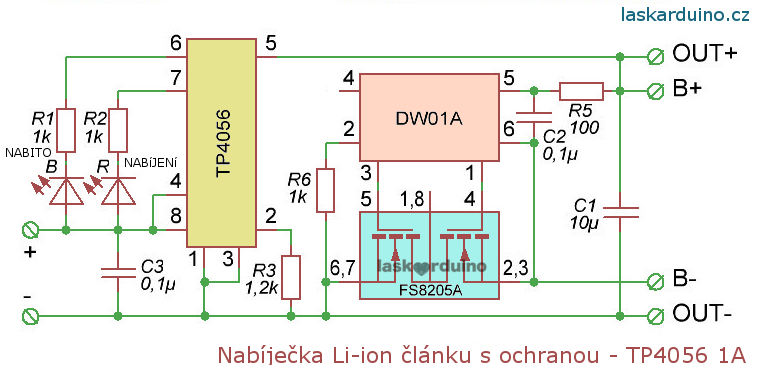 laskarduino.cz
6
5
OUT+
7
4
5
B+
R1
1k
R2
1k
TP4056
DW01A
R5
100
2
6
C2
0,1µ
NABITO
NABíJENí
B
R
3
1
4
R6
1k
5
1,8
4
C1
10µ
8
2
+
1
3
laskarduino
C3
0,1µ
R3
1,2k
6,7
2,3
B-
FS8205A
-
OUT-
Nabíječka Li-ion článku s ochranou - TP4056 1A